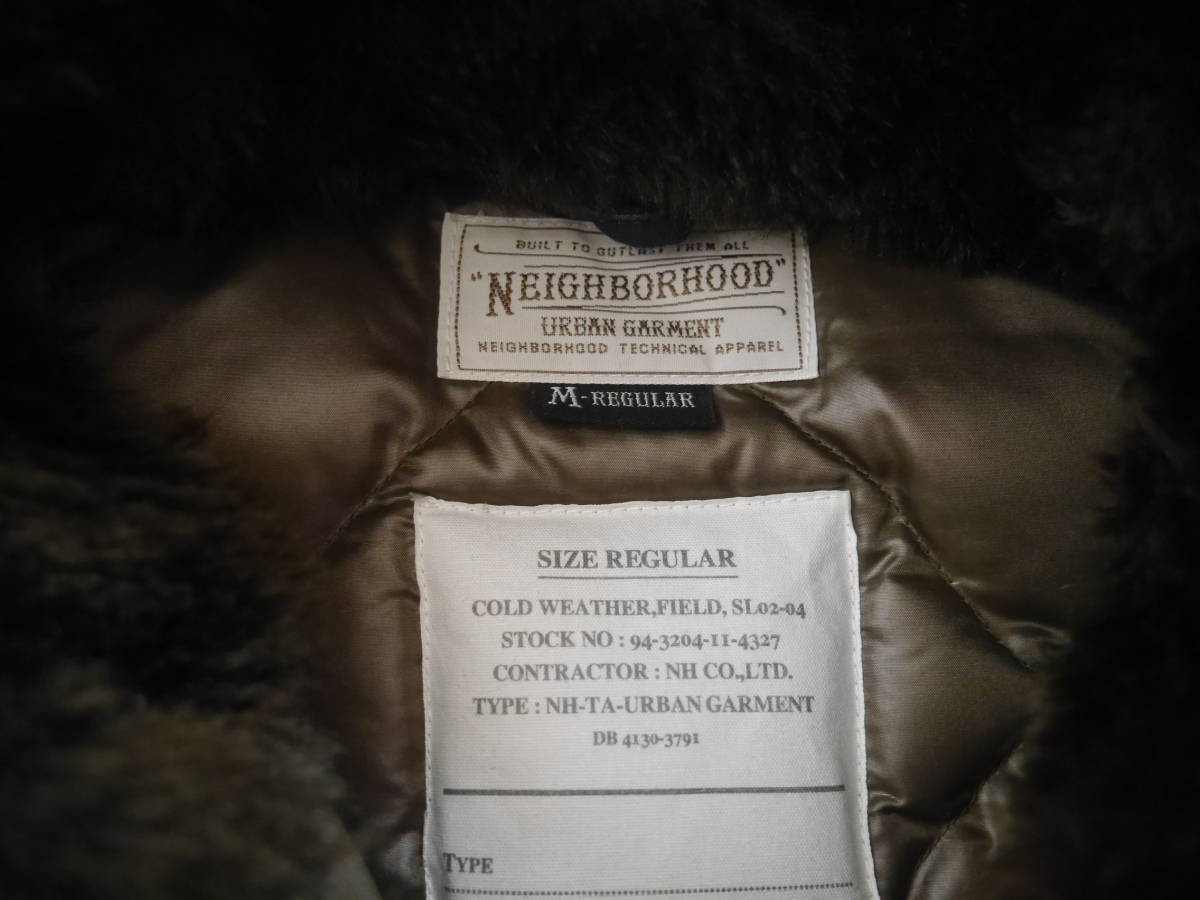 BUILT TO OUTLAST THEM ALL
"NEIGHBORHOOD"
URBAN GARMENT
NEIGHBORHOOD TECHNICAL APPAREL
M-REGULAR
SIZE REGULAR
COLD WEATHER,FIELD, SL02-04
STOCK NO : 94-3204-11-4327
CONTRACTOR : NH CO.,LTD.
TYPE : NH-TA-URBAN GARMENT
DB 4130-3791
TYPE